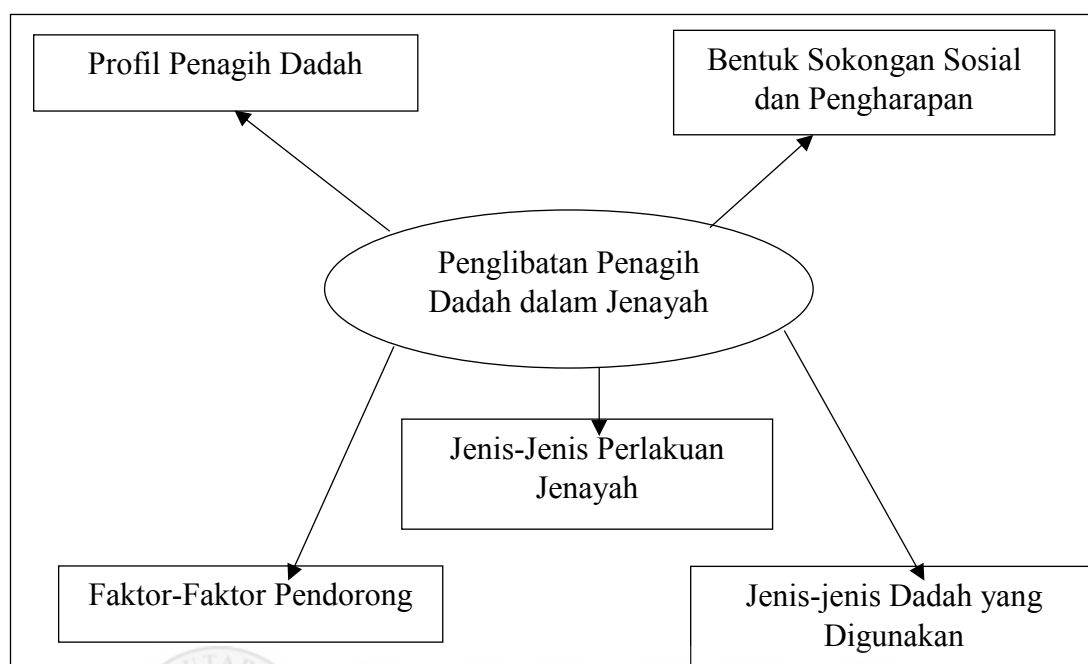 Profil Penagih Dadah
Bentuk Sokongan Sosial
dan Pengharapan
Penglibatan Penagih
Dadah dalam Jenayah
Jenis-Jenis Perlakuan
Jenayah
Faktor-Faktor Pendorong
Jenis-jenis Dadah yang
Digunakan